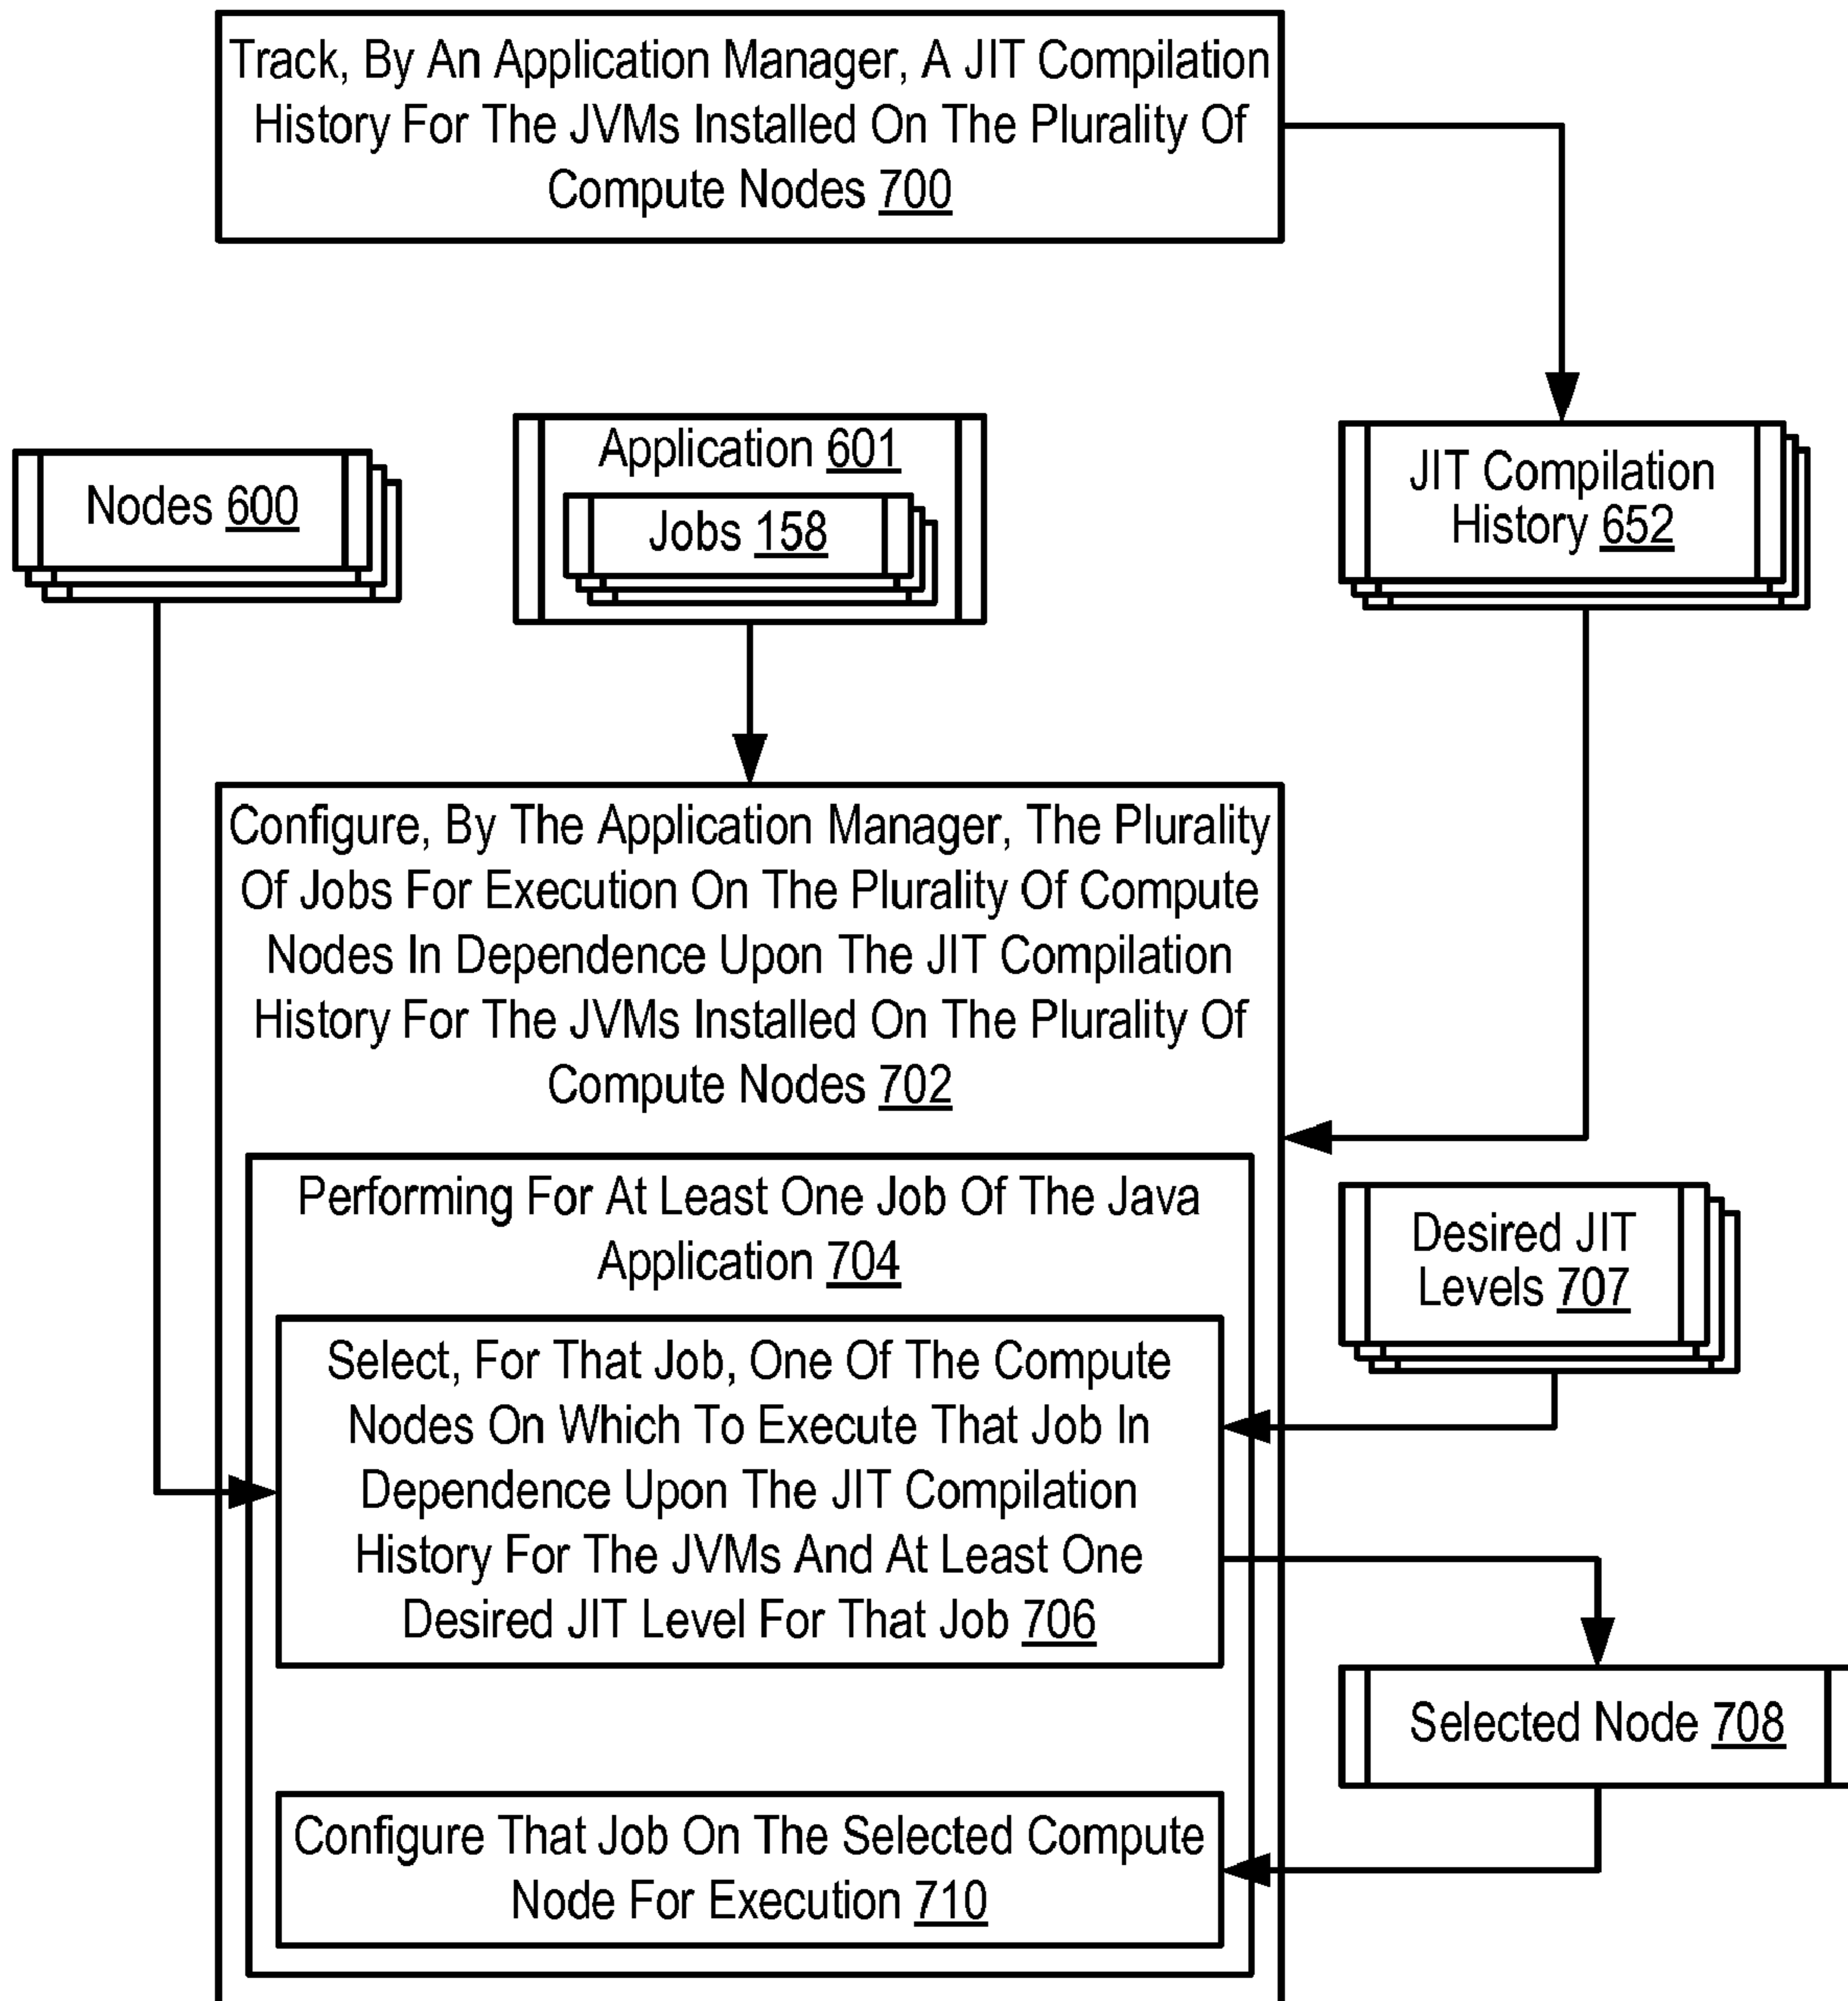 Track, By An Application Manager, A JIT Compilation
History For The JVMs Installed On The Plurality Of
Compute Nodes 700
Nodes 600
Application 601
Jobs 158
JIT Compilation
History 652
Configure, By The Application Manager, The Plurality
Of Jobs For Execution On The Plurality Of Compute
Nodes In Dependence Upon The JIT Compilation
History For The JVMs Installed On The Plurality Of
Compute Nodes 702
Performing For At Least One Job Of The Java
Application 704
Desired JIT
Levels 707
Select, For That Job, One Of The Compute
Nodes On Which To Execute That Job In
Dependence Upon The JIT Compilation
History For The JVMs And At Least One
Desired JIT Level For That Job 706
Selected Node 708
Configure That Job On The Selected Compute
Node For Execution 710